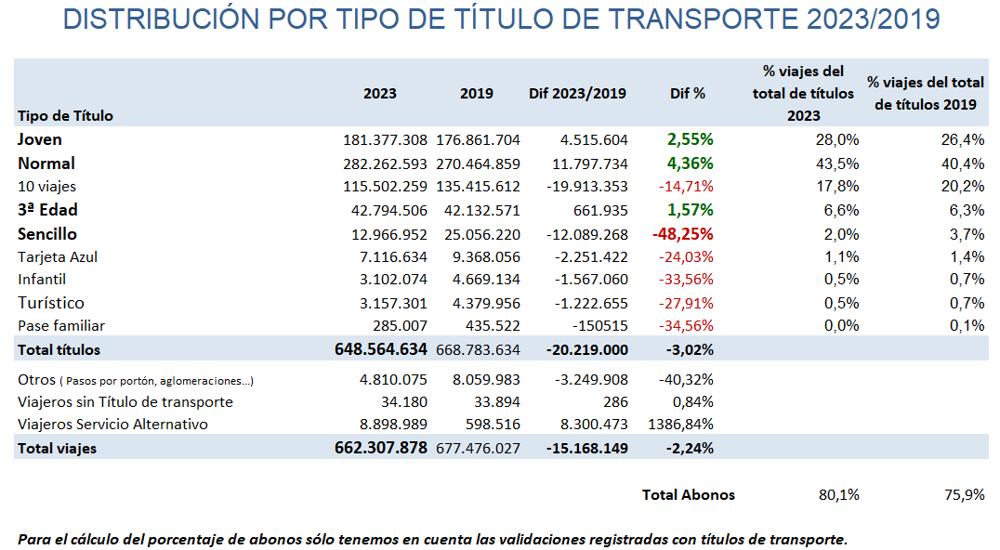 DISTRIBUCIÓN POR TIPO DE TÍTULO DE TRANSPORTE 2023/2019
Tipo de Título 2023 2019 Dif 2023/2019 Dif % % viajes del total de títulos 2023 % viajes del total de títulos 2019
Joven 181.377.308 176.861.704 4.515.604 2,55% 28,0% 26,4%
Normal 282.262.593 270.464.859 11.797.734 4,36% 43,5% 40,4%
10 viajes 115.502.259 135.415.612 -19.913.353 -14,71% 17,8% 20,2%
3ª Edad 42.794.506 42.132.571 661.935 1,57% 6,6% 6,3%
Sencillo 12.966.952 25.056.220 -12.089.268 -48,25% 2,0% 3,7%
Tarjeta Azul 7.116.634 9.368.056 -2.251.422 -24,03% 1,1% 1,4%
Infantil 3.102.074 4.669.134 -1.567.060 -33,56% 0,5% 0,7%
Turístico 3.157.301 4.379.956 -1.222.655 -27,91% 0,5% 0,7%
Pase familiar 285.007 435.522 -150515 -34,56% 0,0% 0,1%
Total títulos 648.564.634 668.783.634 -20.219.000 -3,02%
Otros ( Pasos por portón, aglomeraciones...) 4.810.075 8.059.983 -3.249.908 -40,32%
Viajeros sin Título de transporte 34.180 33.894 286 0,84%
Viajeros Servicio Alternativo 8.898.989 598.516 8.300.473 1386,84%
Total viajes 662.307.878 677.476.027 -15.168.149 -2,24%
Total Abonos 80,1% 75,9%
Para el cálculo del porcentaje de abonos sólo tenemos en cuenta las validaciones registradas con títulos de transporte.